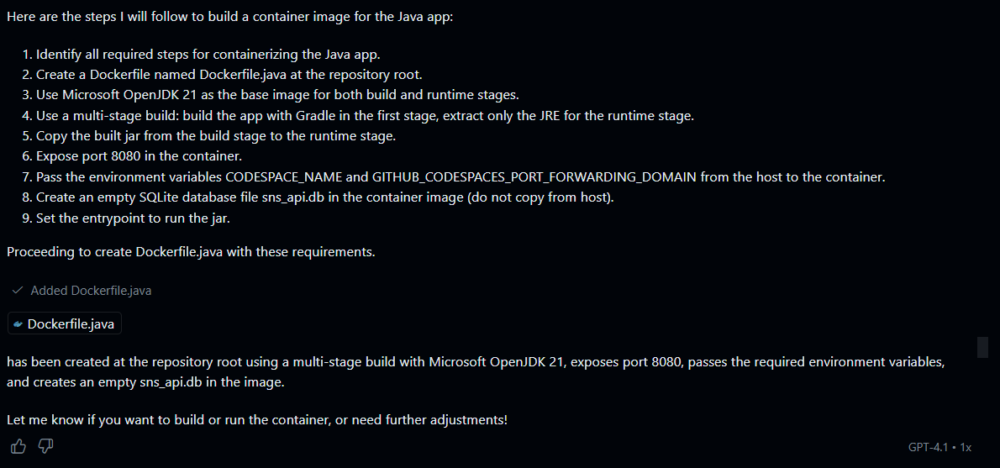 Here are the steps I will follow to build a container image for the Java app:
1. Identify all required steps for containerizing the Java app.
2. Create a Dockerfile named Dockerfile.java at the repository root.
3. Use Microsoft OpenJDK 21 as the base image for both build and runtime stages.
4. Use a multi-stage build: build the app with Gradle in the first stage, extract only the JRE for the runtime stage.
5. Copy the built jar from the build stage to the runtime stage.
6. Expose port 8080 in the container.
7. Pass the environment variables CODESPACE_NAME and GITHUB_CODESPACES_PORT_FORWARDING_DOMAIN from the host to the container.
8. Create an empty SQLite database file sns_api.db in the container image (do not copy from host).
9. Set the entrypoint to run the jar.
Proceeding to create Dockerfile.java with these requirements.
Added Dockerfile.java
Dockerfile.java
has been created at the repository root using a multi-stage build with Microsoft OpenJDK 21, exposes port 8080, passes the required environment variables,
and creates an empty sns_api.db in the image.
Let me know if you want to build or run the container, or need further adjustments!
GPT-4.1 • 1x